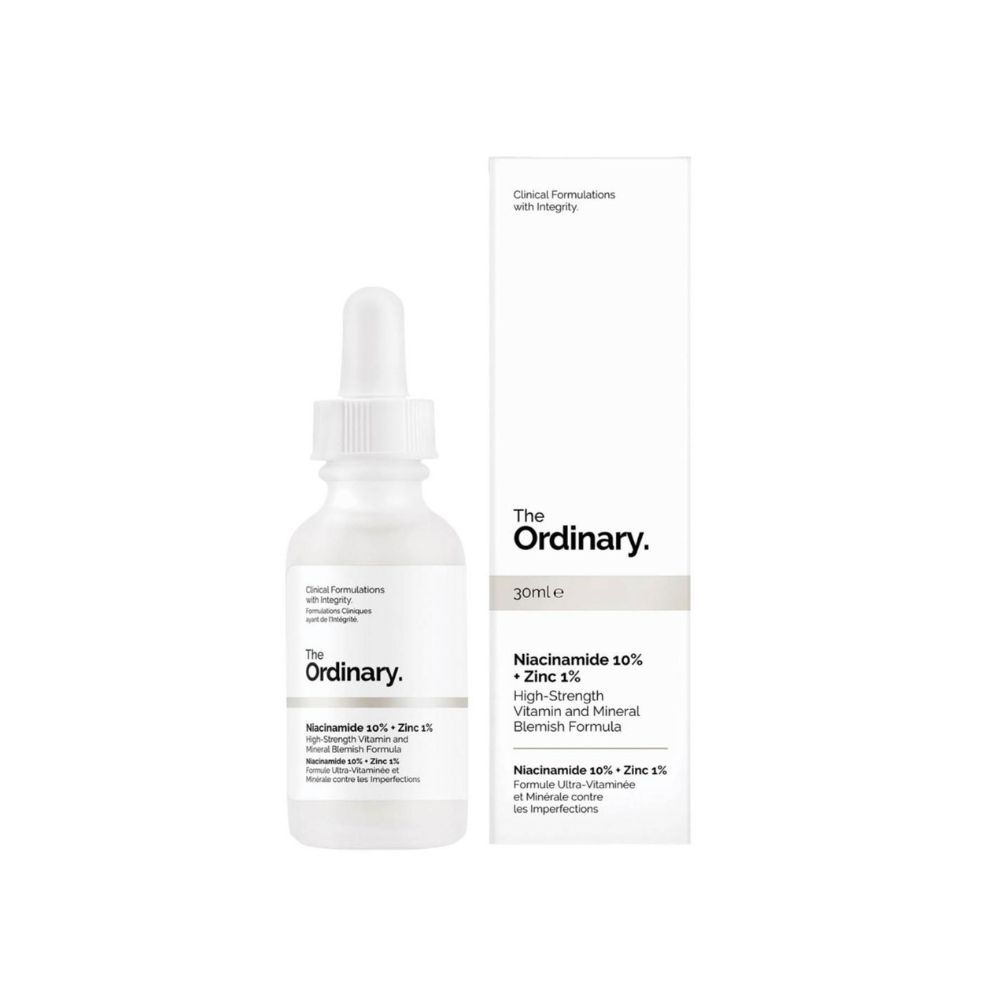 Clinical Formulations
with Integrity.
Formulations Cliniques
ayant de l'Intégrité.
The
Ordinary.
Niacinamide 10% + Zinc 1%
High-Strength Vitamin and
Mineral Blemish Formula
Niacinamide 10% + Zinc 1%
Formule Ultra-Vitaminée et
Minérale contre les Imperfections
Clinical Formulations
with Integrity.
The
Ordinary.
30ml e
Niacinamide 10%
+ Zinc 1%
High-Strength
Vitamin and Mineral
Blemish Formula
Niacinamide 10% + Zinc 1%
Formule Ultra-Vitaminée
et Minérale contre
les Imperfections